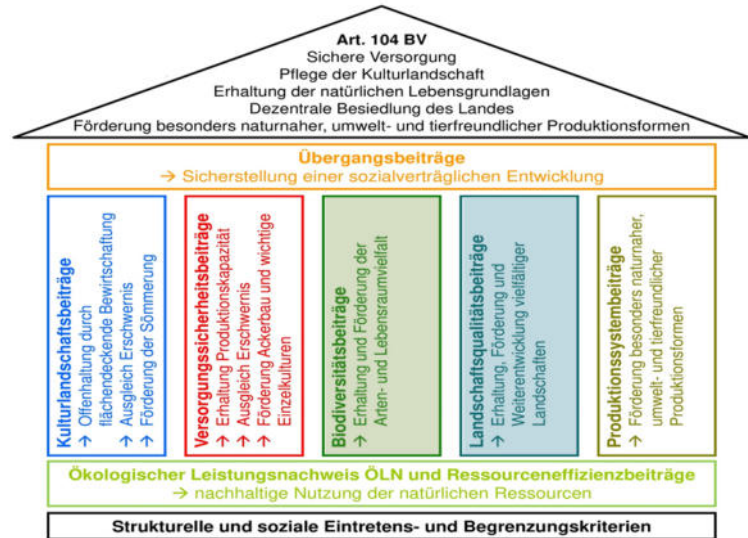 Art. 104 BV
Sichere Versorgung
Pflege der Kulturlandschaft
Erhaltung der natürlichen Lebensgrundlagen
Dezentrale Besiedlung des Landes
Förderung besonders naturnaher, umwelt- und tierfreundlicher Produktionsformen
Übergangsbeiträge
→ Sicherstellung einer sozialverträglichen Entwicklung
Kulturlandschaftsbeiträge
→ Offenhaltung durch
flächendeckende Bewirtschaftung
→ Ausgleich Erschwernis
→ Förderung der Sömmerung
Versorgungssicherheitsbeiträge
→ Erhaltung Produktionskapazität
→ Ausgleich Erschwernis
→ Förderung Ackerbau und wichtige
Einzelkulturen
Biodiversitätsbeiträge
→ Erhaltung und Förderung der
Arten- und Lebensraumvielfalt
Landschaftsqualitätsbeiträge
→ Erhaltung, Förderung und
Weiterentwicklung vielfältiger
Landschaften
Produktionssystembeiträge
→ Förderung besonders naturnaher,
umwelt- und tierfreundlicher
Produktionsformen
Ökologischer Leistungsnachweis ÖLN und Ressourceneffizienzbeiträge
→ nachhaltige Nutzung der natürlichen Ressourcen
Strukturelle und soziale Eintretens- und Begrenzungskriterien